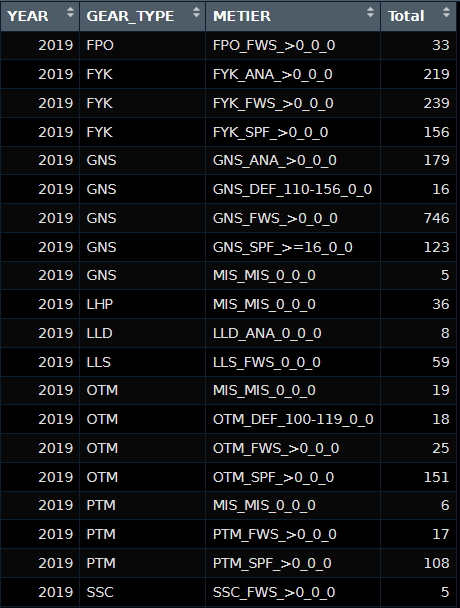 YEAR GEAR_TYPE METIER Total
2019 FPO FPO_FWS_>0_0_0 33
2019 FYK FYK_ANA_>0_0_0 219
2019 FYK FYK_FWS_>0_0_0 239
2019 FYK FYK_SPF_>0_0_0 156
2019 GNS GNS_ANA_>0_0_0 179
2019 GNS GNS_DEF_110-156_0_0 16
2019 GNS GNS_FWS_>0_0_0 746
2019 GNS GNS_SPF_>=16_0_0 123
2019 GNS MIS_MIS_0_0_0 5
2019 LHP MIS_MIS_0_0_0 36
2019 LLD LLD_ANA_0_0_0 8
2019 LLS LLS_FWS_0_0_0 59
2019 OTM MIS_MIS_0_0_0 19
2019 OTM OTM_DEF_100-119_0_0 18
2019 OTM OTM_FWS_>0_0_0 25
2019 OTM OTM_SPF_>0_0_0 151
2019 PTM MIS_MIS_0_0_0 6
2019 PTM PTM_FWS_>0_0_0 17
2019 PTM PTM_SPF_>0_0_0 108
2019 SSC SSC_FWS_>0_0_0 5